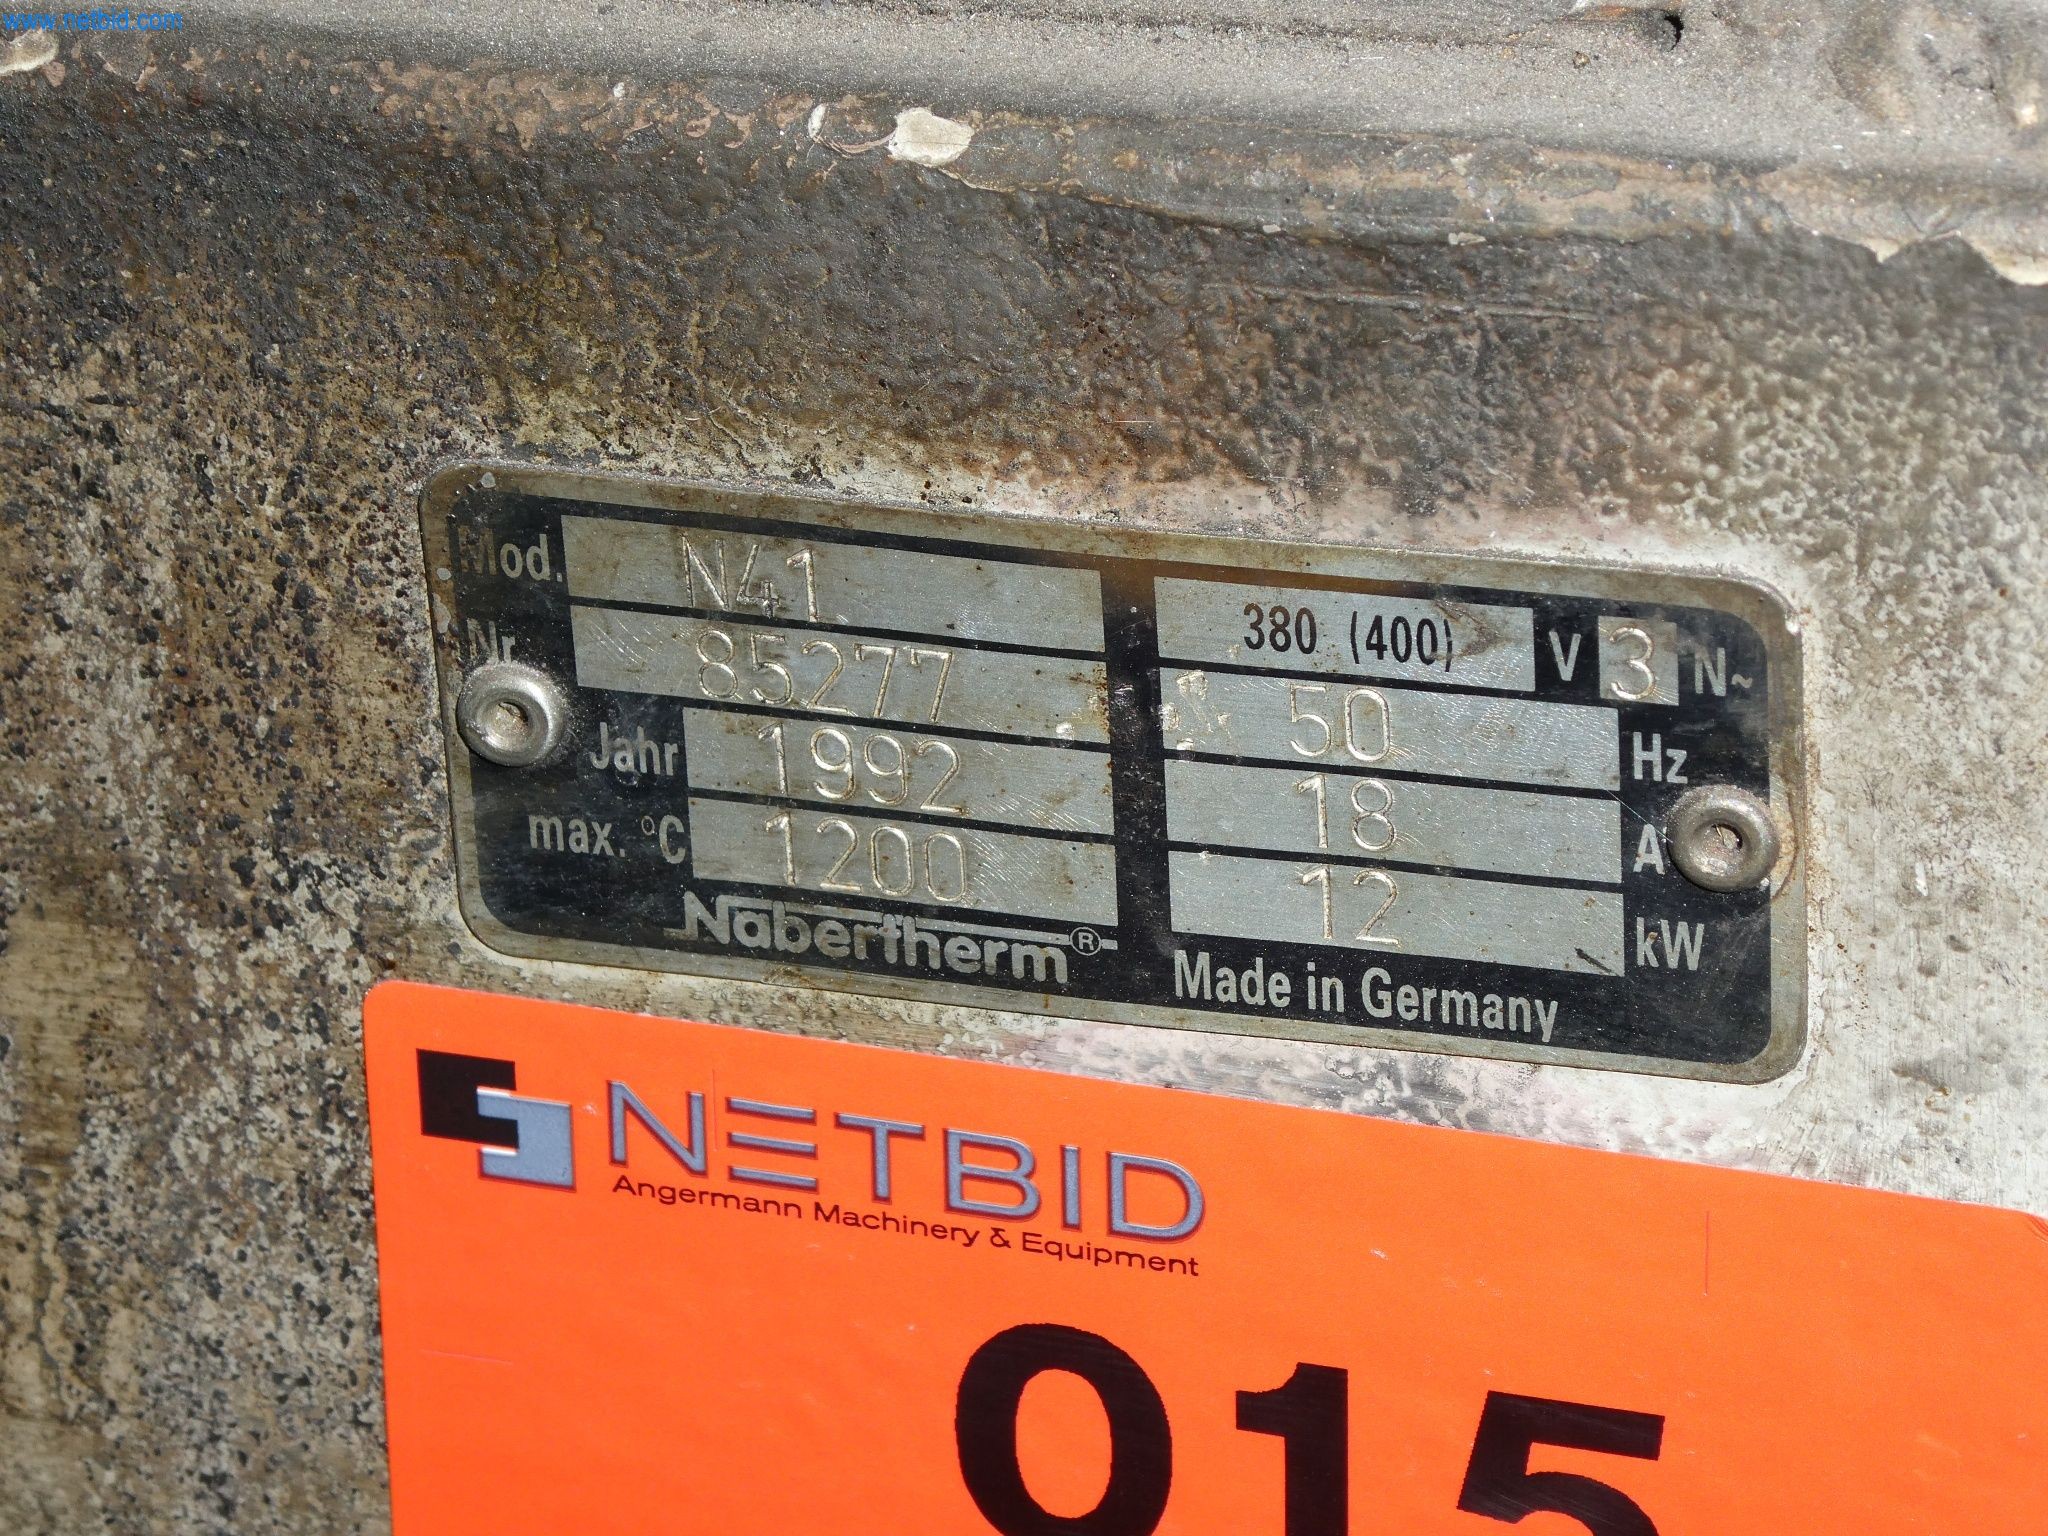 www.netbid.com
Mod. N41 380 (400) V 3 N~
Nr. 85277 50 Hz
Jahr 1992 18 A
max. °C 1200 12 kW
Nabertherm® Made in Germany
NETBID
Angermann Machinery & Equipment
015